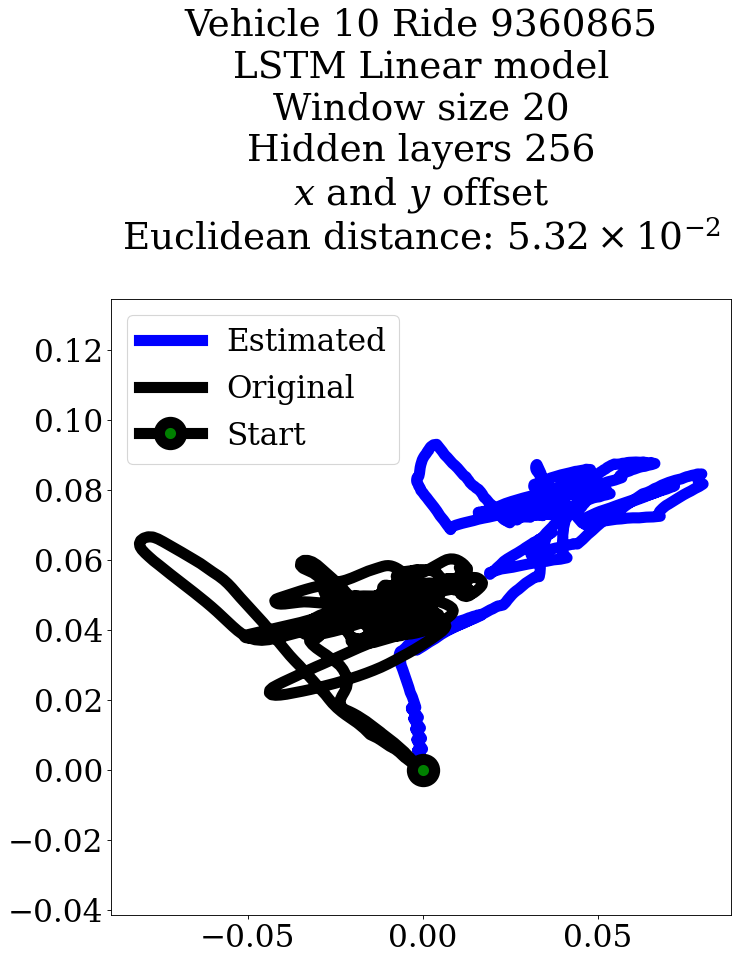 Vehicle 10 Ride 9360865
LSTM Linear model
Window size 20
Hidden layers 256
x and y offset
Euclidean distance: 5.32 × 10⁻²
Estimated
Original
Start
0.12
0.10
0.08
0.06
0.04
0.02
0.00
−0.02
−0.04
−0.05 0.00 0.05